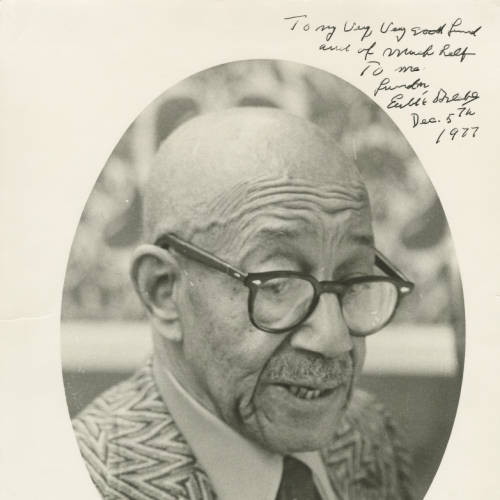 To my Very, Very good friend
and of much help
To me
Eubie Blake
Dec. 5th
1977